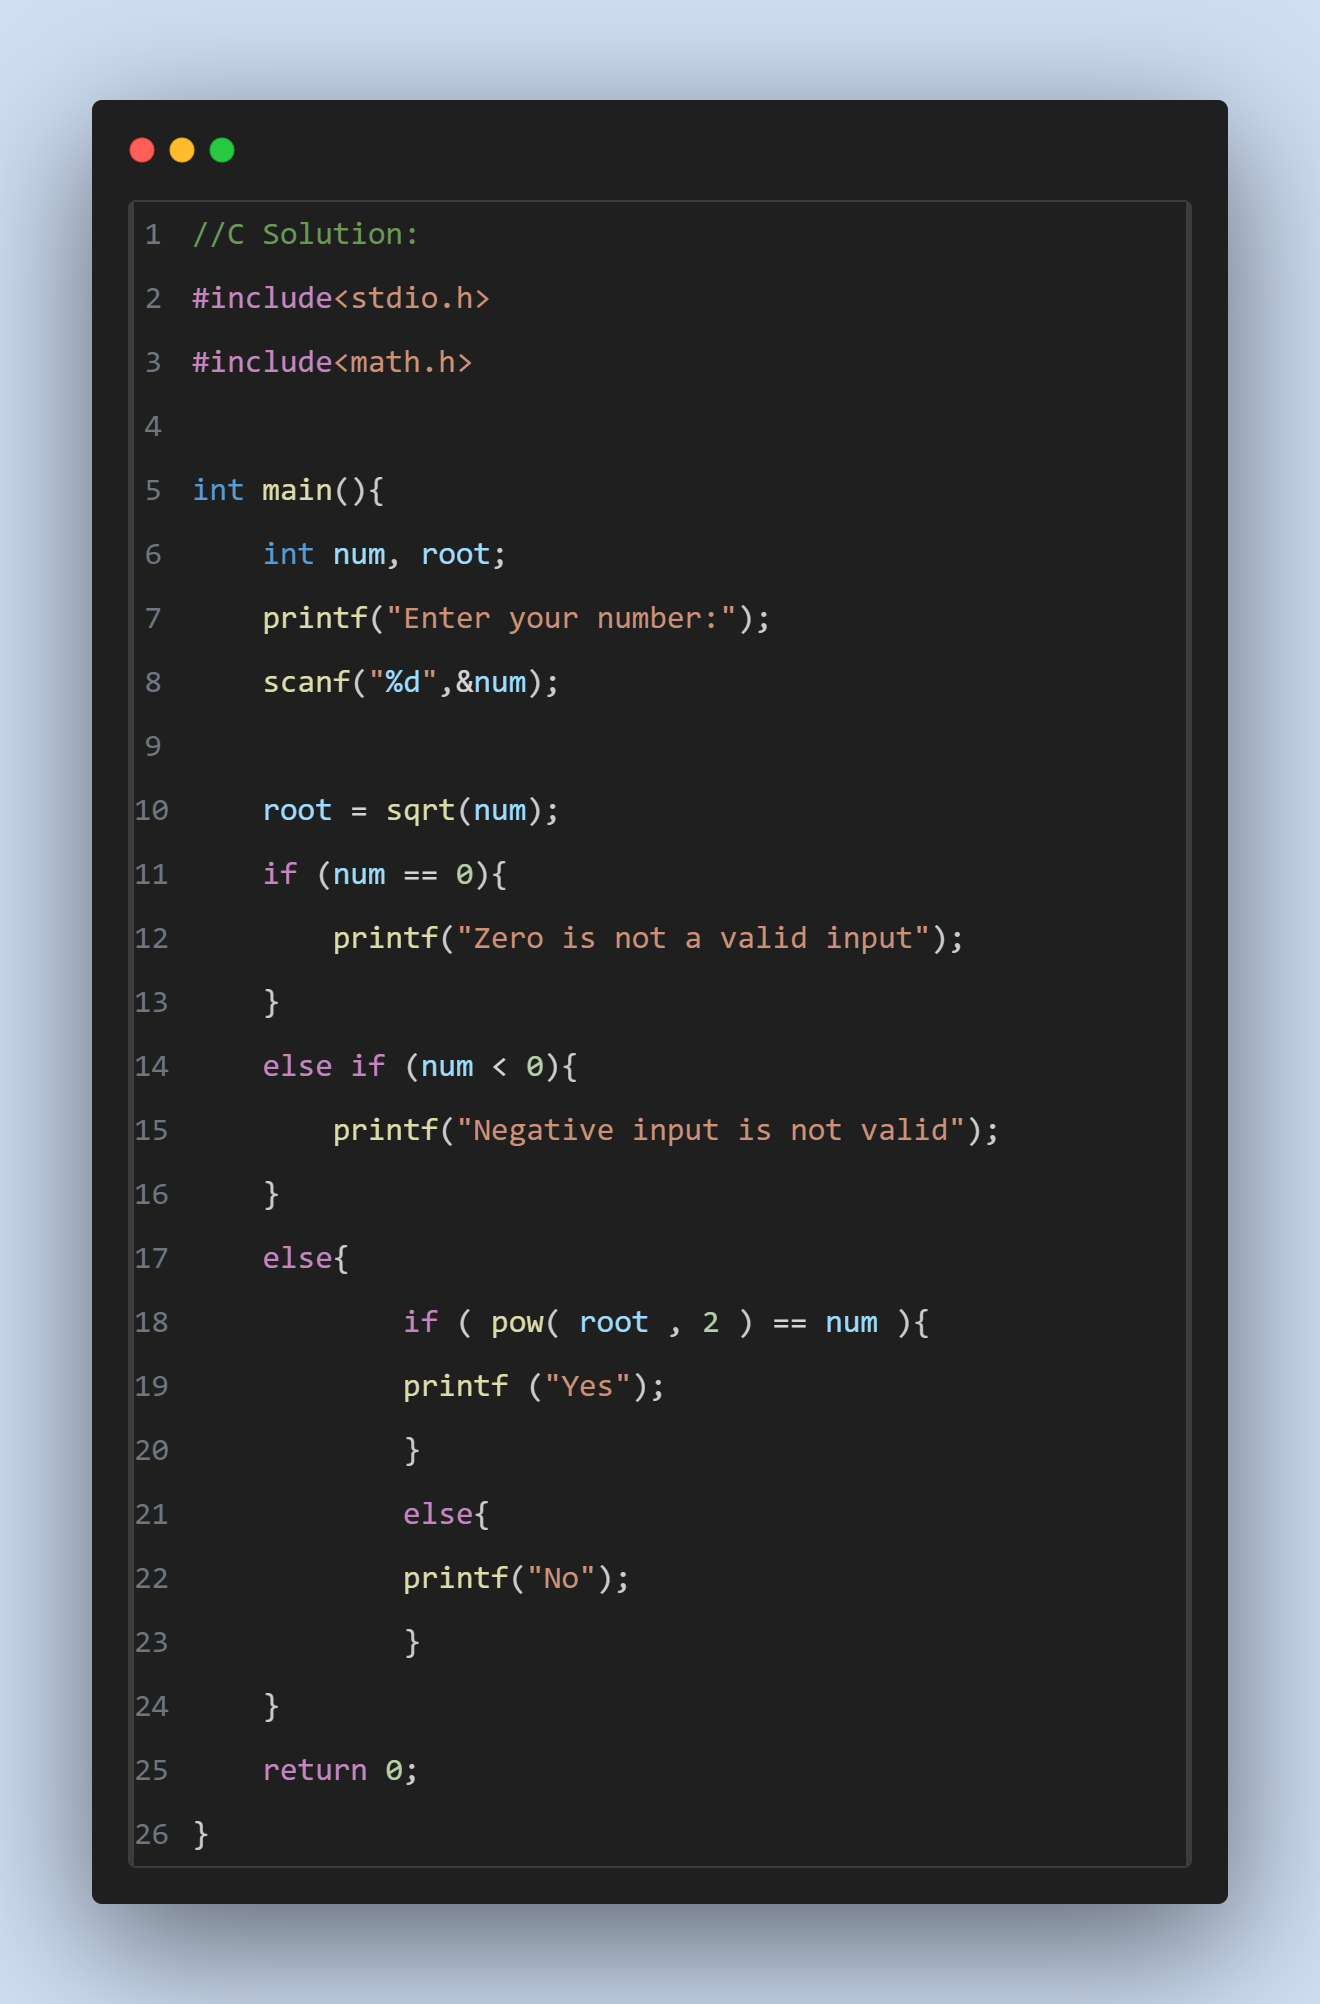 1 //C Solution:
2 #include<stdio.h>
3 #include<math.h>
4
5 int main(){
6     int num, root;
7     printf("Enter your number:");
8     scanf("%d",&num);
9
10     root = sqrt(num);
11     if (num == 0){
12         printf("Zero is not a valid input");
13     }
14     else if (num < 0){
15         printf("Negative input is not valid");
16     }
17     else{
18             if ( pow( root , 2 ) == num ){
19             printf ("Yes");
20             }
21             else{
22             printf("No");
23             }
24     }
25     return 0;
26 }